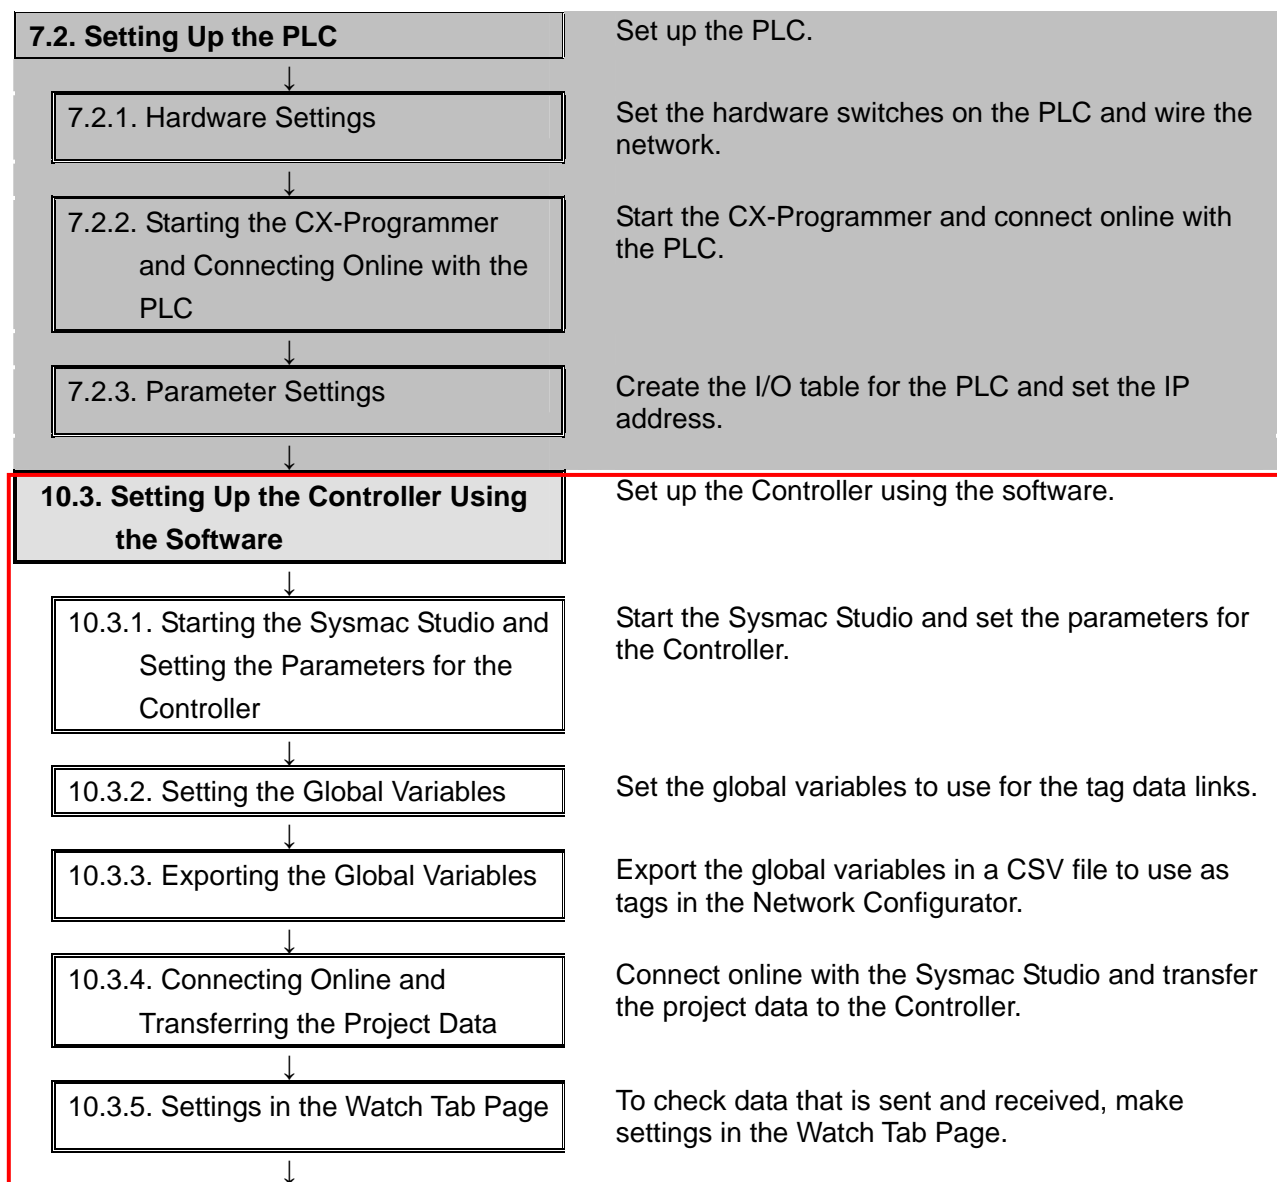 7.2. Setting Up the PLC
Set up the PLC.
↓
7.2.1. Hardware Settings
Set the hardware switches on the PLC and wire the
network.
↓
7.2.2. Starting the CX-Programmer
and Connecting Online with the
PLC
Start the CX-Programmer and connect online with
the PLC.
↓
7.2.3. Parameter Settings
Create the I/O table for the PLC and set the IP
address.
↓
10.3. Setting Up the Controller Using
the Software
Set up the Controller using the software.
↓
10.3.1. Starting the Sysmac Studio and
Setting the Parameters for the
Controller
Start the Sysmac Studio and set the parameters for
the Controller.
↓
10.3.2. Setting the Global Variables
Set the global variables to use for the tag data links.
↓
10.3.3. Exporting the Global Variables
Export the global variables in a CSV file to use as
tags in the Network Configurator.
↓
10.3.4. Connecting Online and
Transferring the Project Data
Connect online with the Sysmac Studio and transfer
the project data to the Controller.
↓
10.3.5. Settings in the Watch Tab Page
To check data that is sent and received, make
settings in the Watch Tab Page.
↓